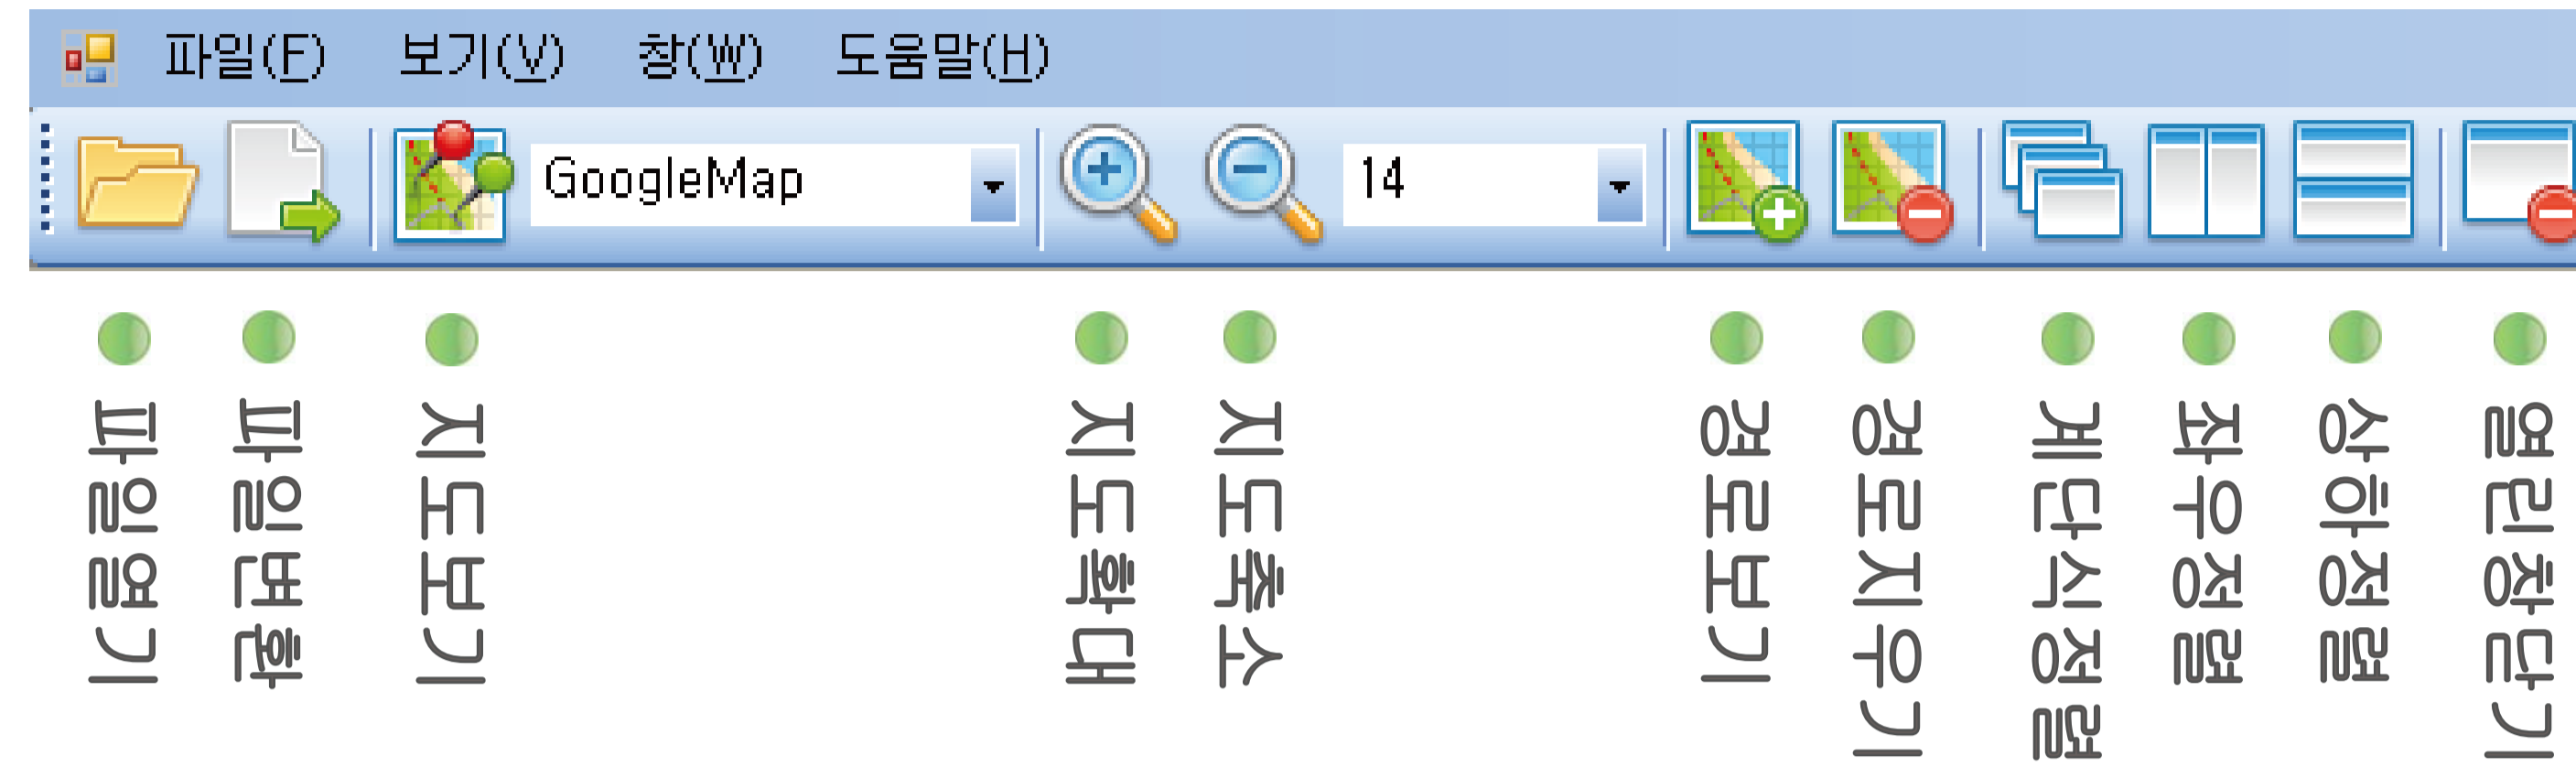 파일(F) 보기(V) 창(W) 도움말(H)
GoogleMap 14
파일열기
파일변환
지도보기
지도확대
지도축소
경로보기
경로지우기
계단식정렬
좌우정렬
상하정렬
열린창닫기